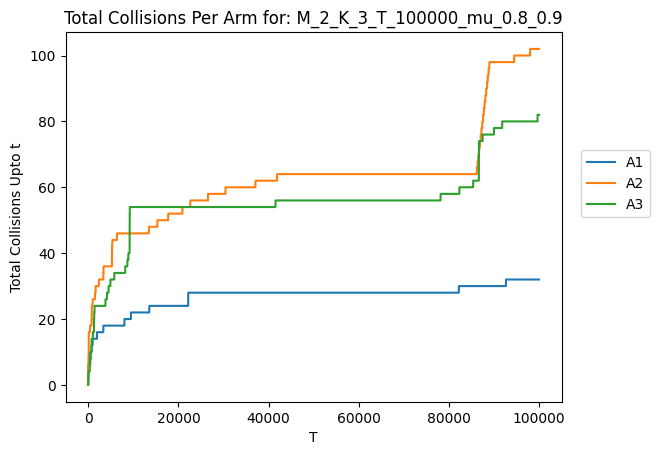 Total Collisions Per Arm for: M_2_K_3_T_100000_mu_0.8_0.9
Total Collisions Upto t
100
80
60
40
20
0
0 20000 40000 60000 80000 100000
T
A1
A2
A3